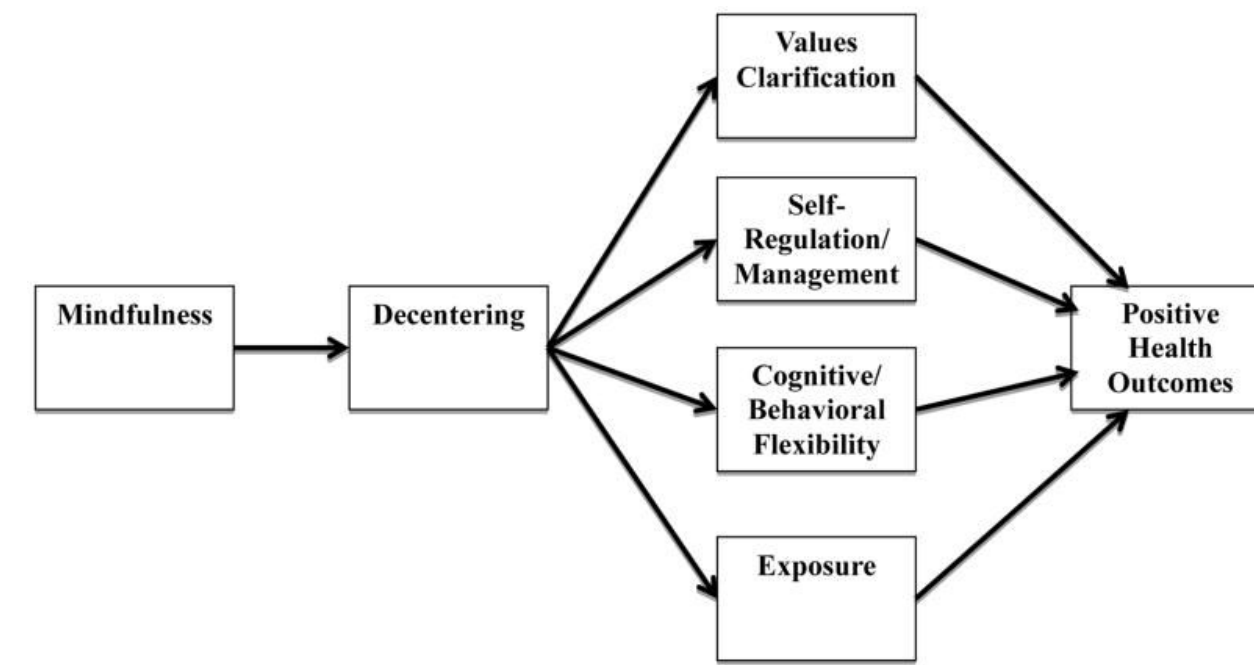 Mindfulness
Decentering
Values
Clarification
Self-
Regulation/
Management
Cognitive/
Behavioral
Flexibility
Exposure
Positive
Health
Outcomes